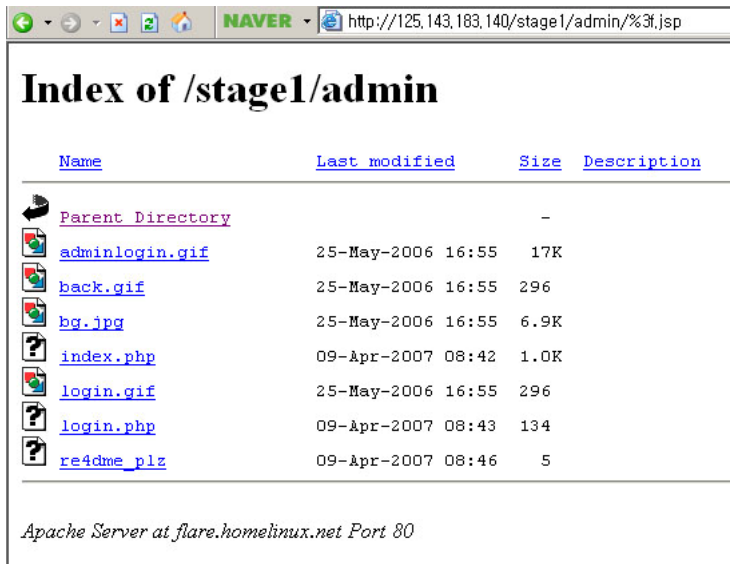 NAVER http://125,143,183,140/stage1/admin/%3f,jsp
Index of /stage1/admin
Name Last modified Size Description
Parent Directory -
adminlogin.gif 25-May-2006 16:55 17K
back.gif 25-May-2006 16:55 296
bg.jpg 25-May-2006 16:55 6.9K
index.php 09-Apr-2007 08:42 1.0K
login.gif 25-May-2006 16:55 296
login.php 09-Apr-2007 08:43 134
re4dme_plz 09-Apr-2007 08:46 5
Apache Server at flare.homelinux.net Port 80